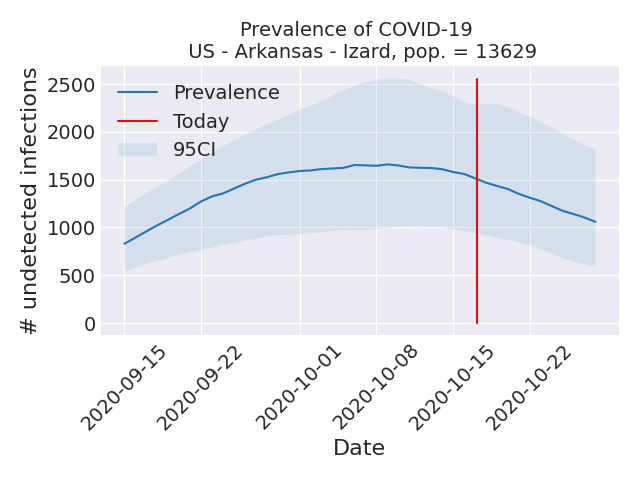 Prevalence of COVID-19
US - Arkansas - Izard, pop. = 13629
# undetected infections
2500
2000
1500
1000
500
0
Prevalence
Today
95CI
2020-09-15
2020-09-22
2020-10-01
2020-10-08
2020-10-15
2020-10-22
Date